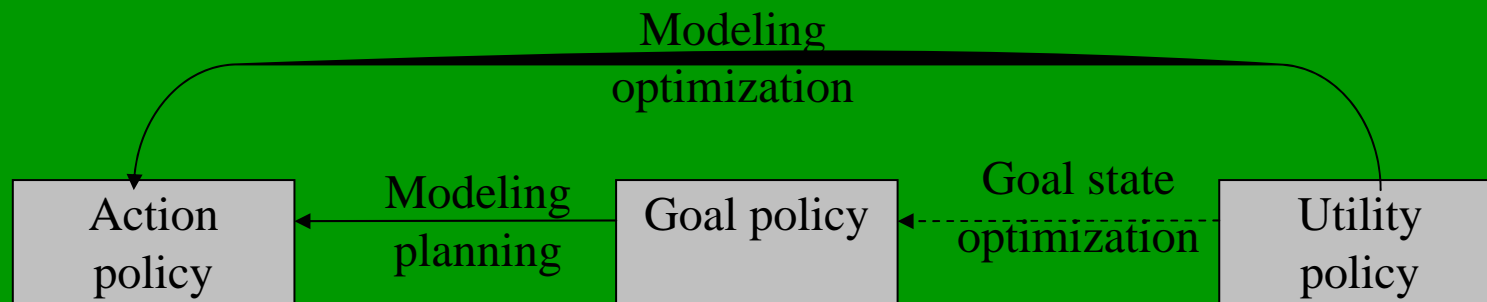 Modeling
optimization
Action
policy
Modeling
planning
Goal policy
Goal state
optimization
Utility
policy